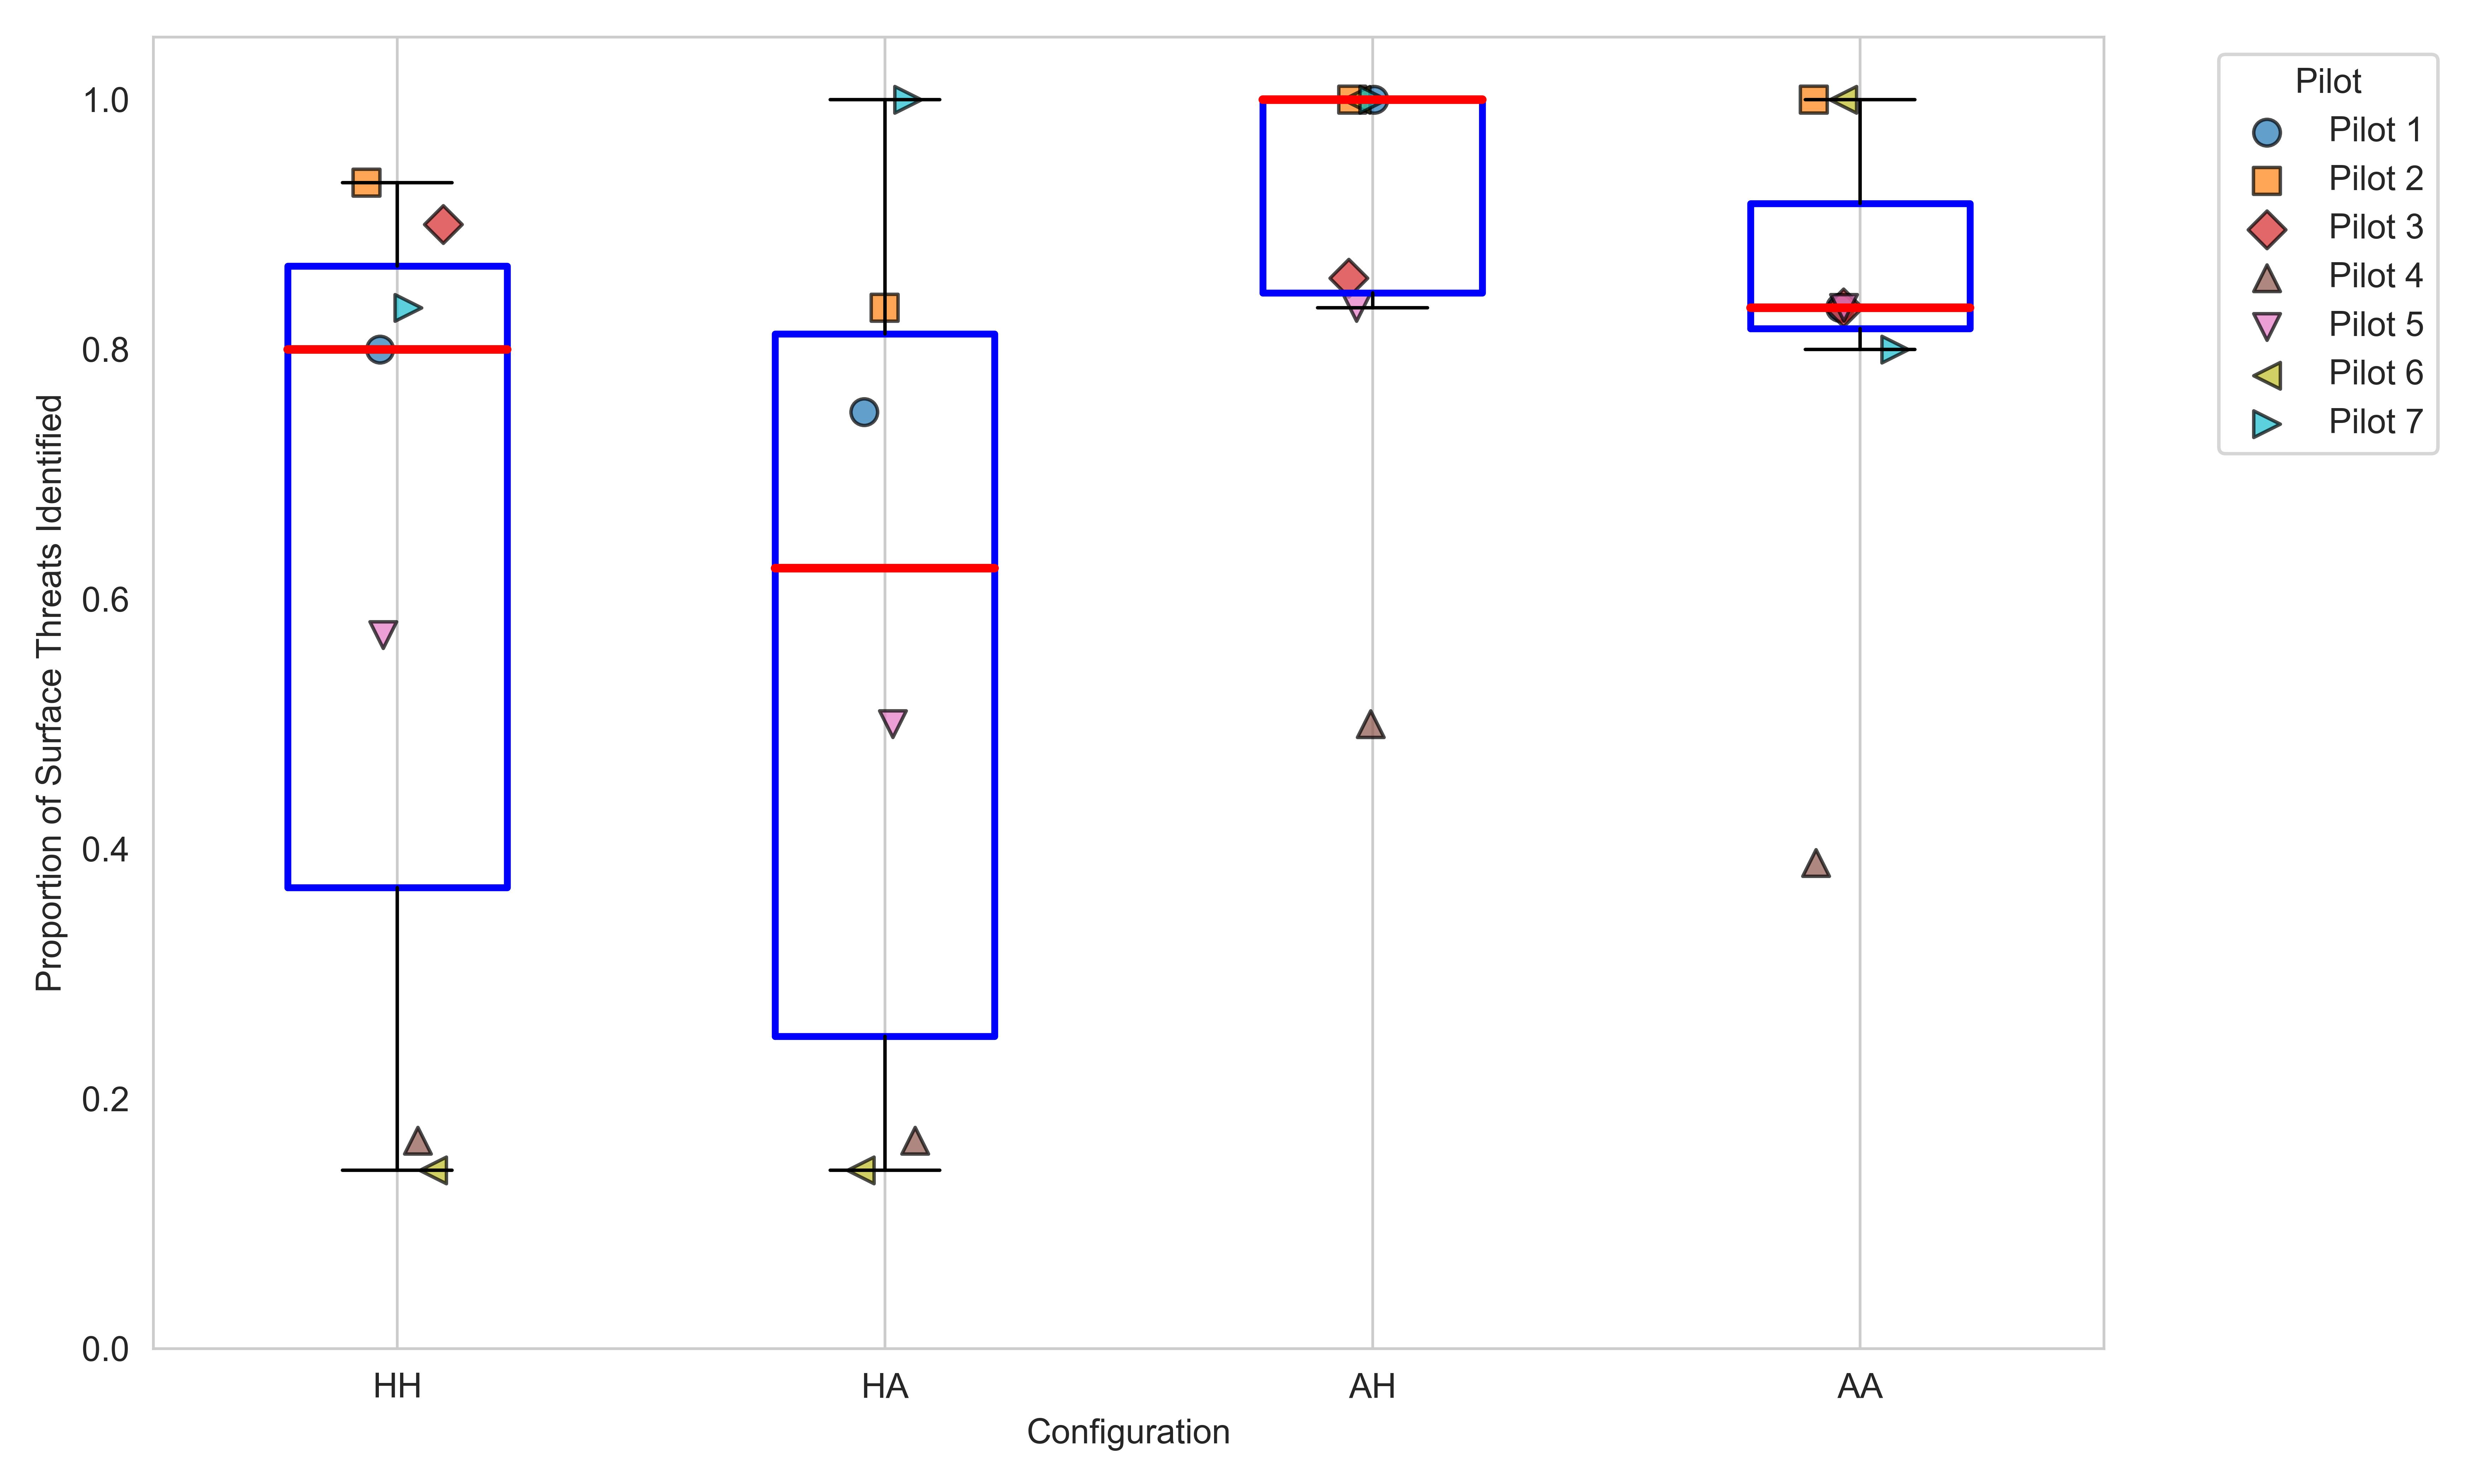 Proportion of Surface Threats Identified
1.0
0.8
0.6
0.4
0.2
0.0
HH
HA
AH
AA
Configuration
Pilot
Pilot 1
Pilot 2
Pilot 3
Pilot 4
Pilot 5
Pilot 6
Pilot 7